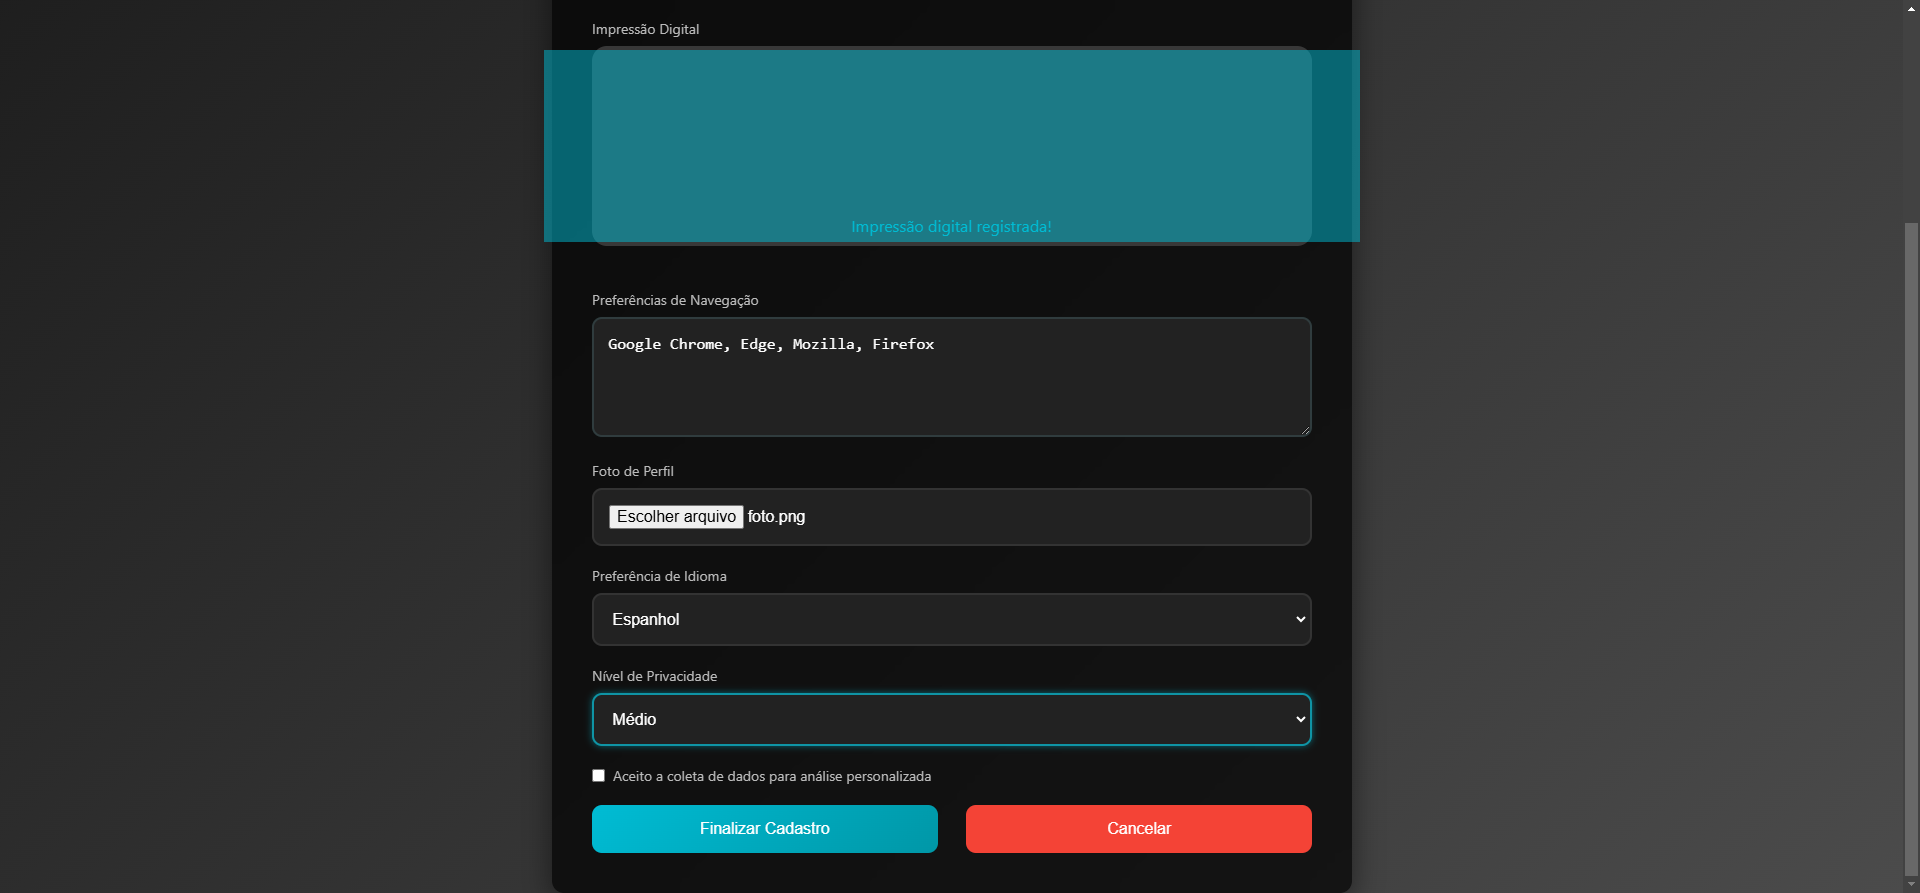 Impressão Digital
Impressão digital registrada!
Preferências de Navegação
Google Chrome, Edge, Mozilla, Firefox
Foto de Perfil
Escolher arquivo foto.png
Preferência de Idioma
Espanhol
Nível de Privacidade
Médio
Aceito a coleta de dados para análise personalizada
Finalizar Cadastro
Cancelar